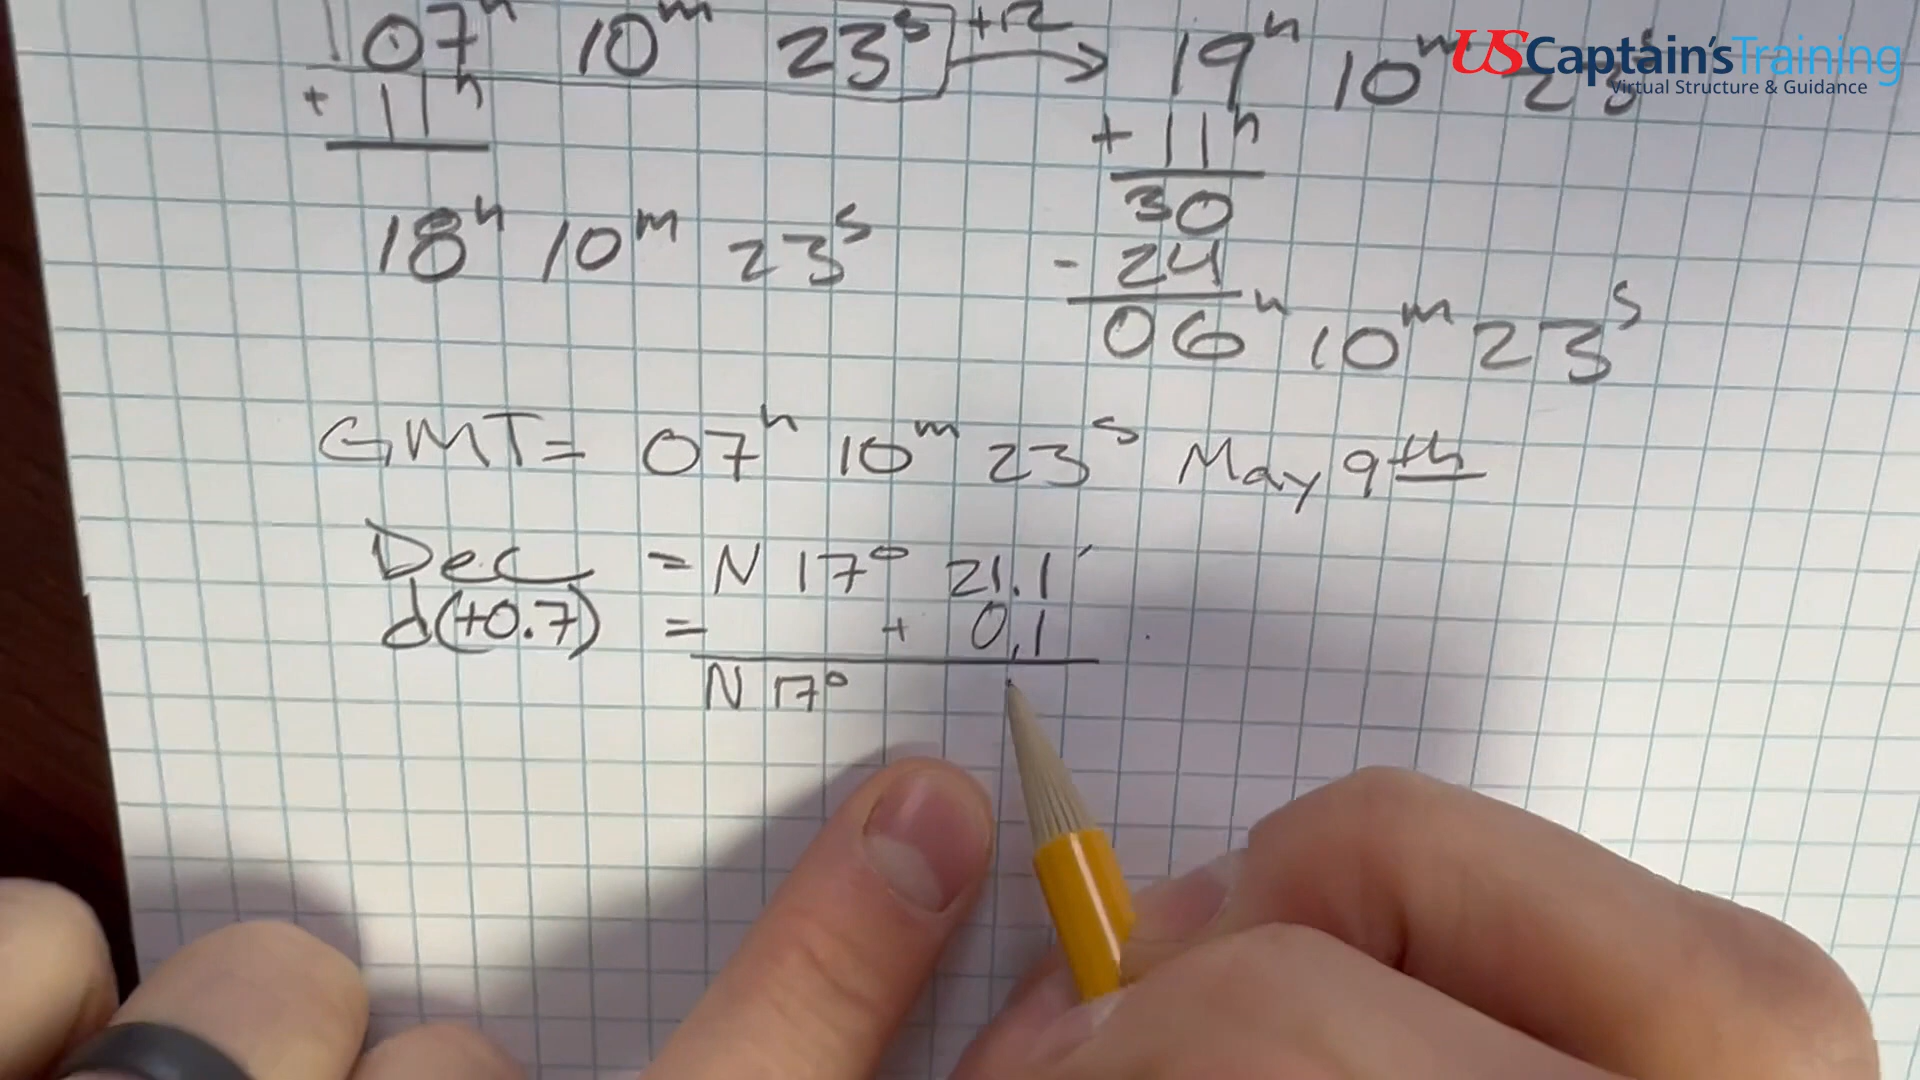 07ʰ 10ᵐ 23ˢ +12 → 19ʰ 10ᵐ 23ˢ
USCaptain'sTraining
Virtual Structure & Guidance
+ 11ʰ + 11ʰ
30
18ʰ 10ᵐ 23ˢ - 24
06ʰ 10ᵐ 23ˢ
GMT= 07ʰ 10ᵐ 23ˢ May 9th
Dec = N 17° 21.1'
d(+0.7) = + 0.1
N 17°